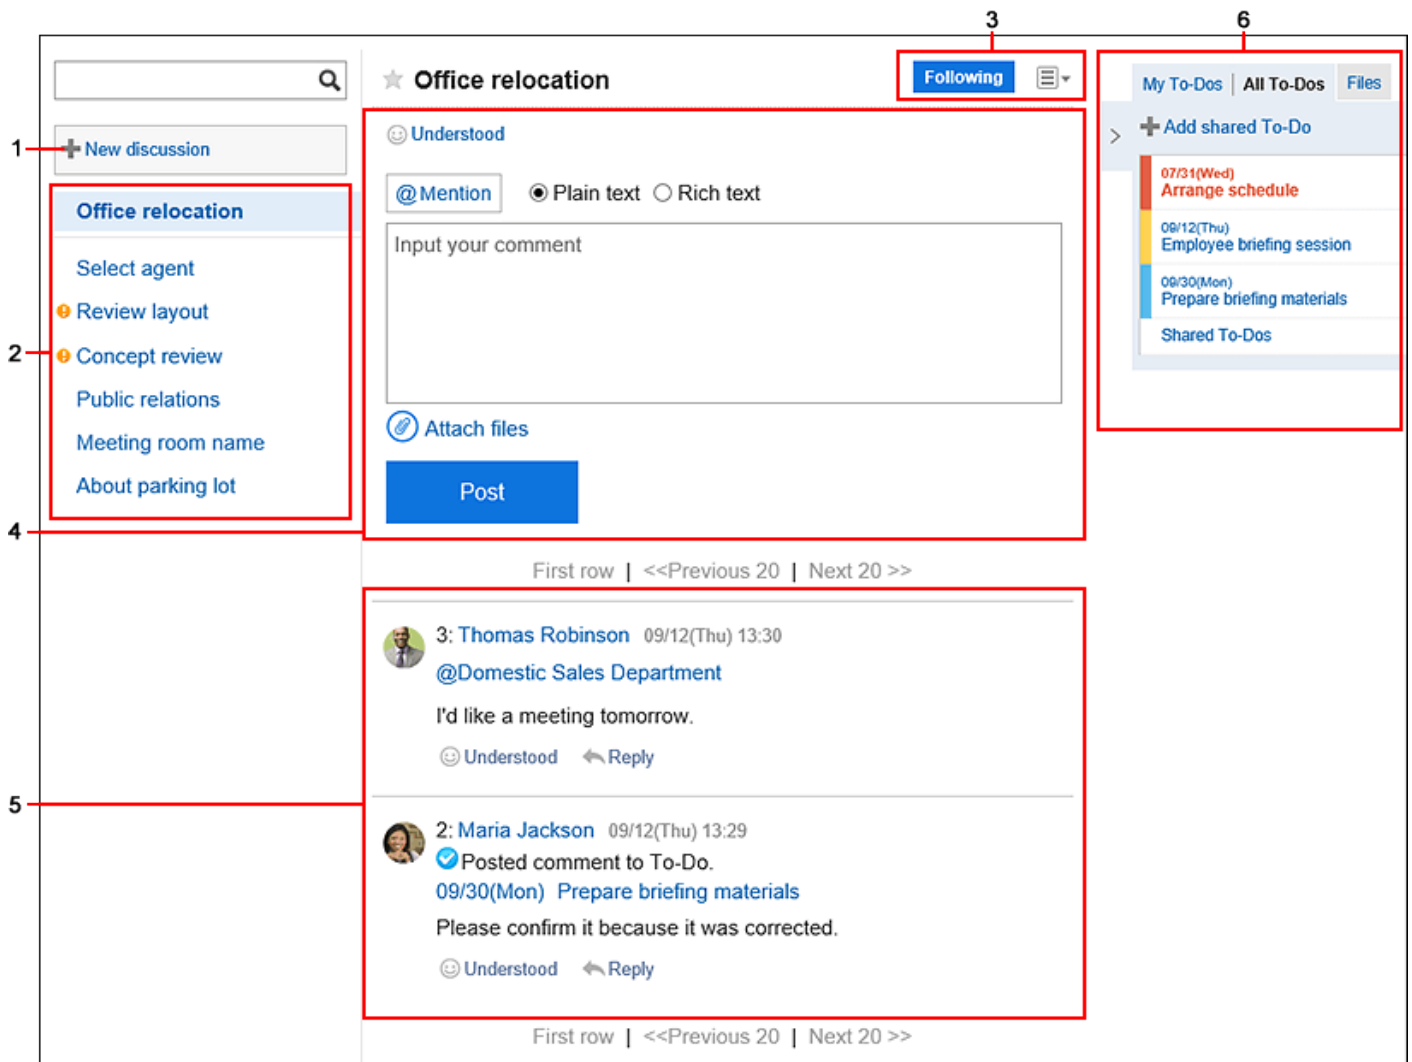 3
6
Office relocation
Following
My To-Dos | All To-Dos Files
1
New discussion
Understood
Add shared To-Do
@Mention Plain text Rich text
07/31(Wed)
Arrange schedule
2
Office relocation
Select agent
Review layout
Concept review
Public relations
Meeting room name
About parking lot
Input your comment
09/12(Thu)
Employee briefing session
09/30(Mon)
Prepare briefing materials
Shared To-Dos
Attach files
Post
4
First row | <<Previous 20 | Next 20 >>
3: Thomas Robinson 09/12(Thu) 13:30
@Domestic Sales Department
I'd like a meeting tomorrow.
Understood Reply
5
2: Maria Jackson 09/12(Thu) 13:29
Posted comment to To-Do.
09/30(Mon) Prepare briefing materials
Please confirm it because it was corrected.
Understood Reply
First row | <<Previous 20 | Next 20 >>